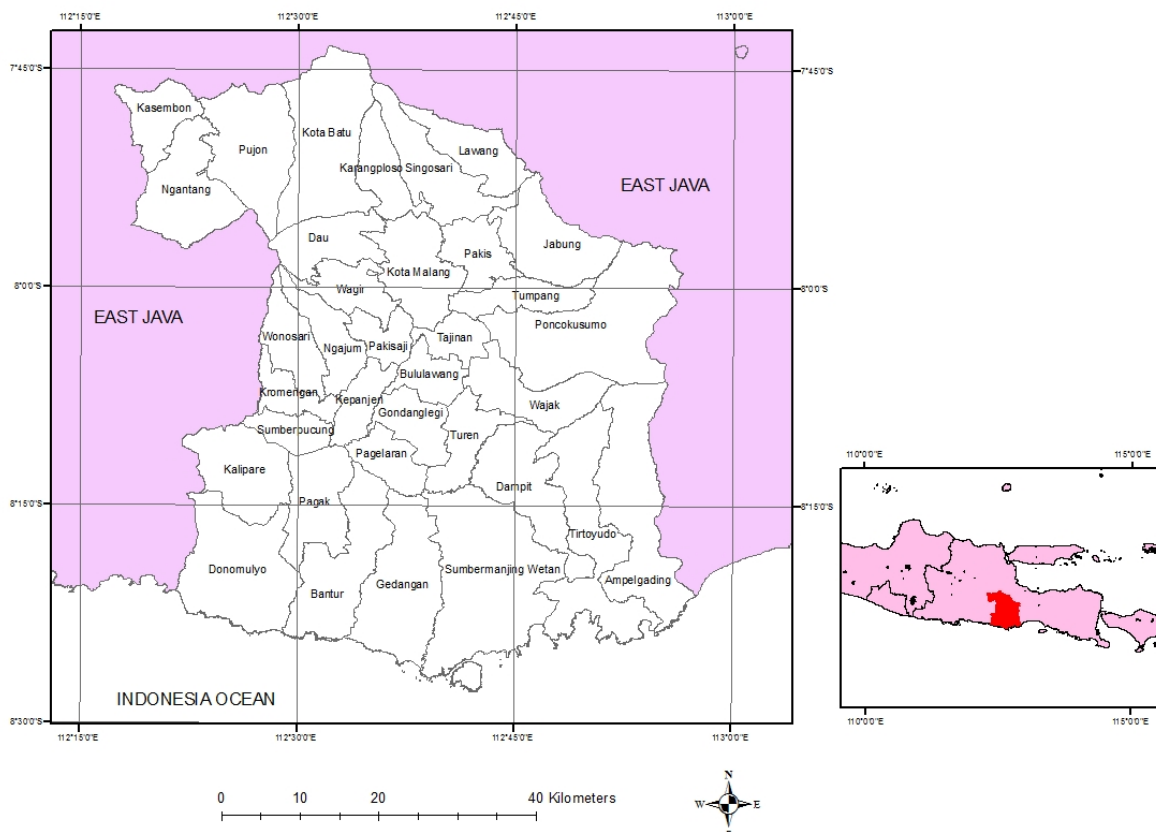 112°15'0"E 112°30'0"E 112°45'0"E 113°0'0"E
7°45'0"S 7°45'0"S
Kasembon
Kota Batu
Pujon
Lawang
Karangploso Singosari
Ngantang
EAST JAVA
Dau
Jabung
Pakis
Kota Malang
8°0'0"S 8°0'0"S
Wagir
Tumpang
EAST JAVA
Poncokusumo
Wonosari
Tajinan
Ngajum
Pakisaji
Bululawang
Kromengan
Kepanjen
Wajak
Gondanglegi
Sumberpucung
Turen
Pagelaran
Kalipare
Dampit
Pagak
8°15'0"S 8°15'0"S
Tirtoyudo
Donomulyo
Sumbermanjing Wetan
Gedangan
Ampelgading
Bantur
INDONESIA OCEAN
8°30'0"S 8°30'0"S
112°15'0"E 112°30'0"E 112°45'0"E 113°0'0"E
110°0'0"E 115°0'0"E
110°0'0"E 115°0'0"E
0 10 20 40 Kilometers
N
W E